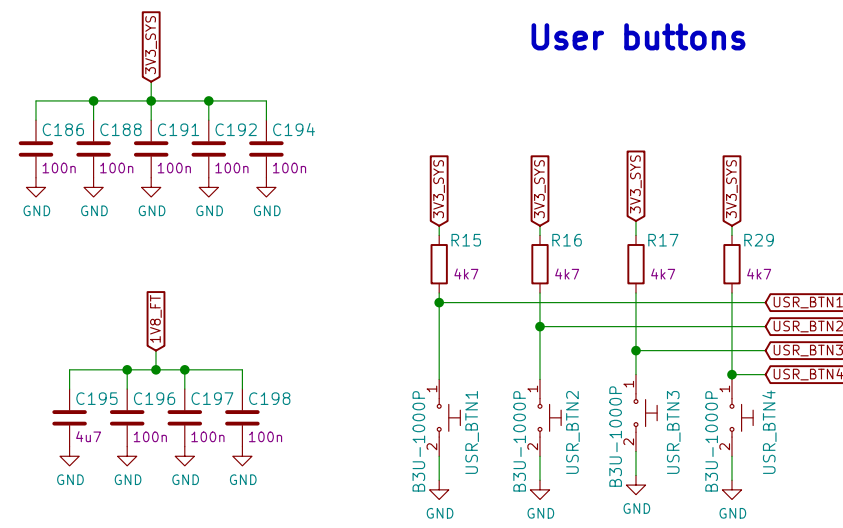 User buttons
3V3_SYS
C186 C188 C191 C192 C194
100n 100n 100n 100n 100n
GND GND GND GND GND
3V3_SYS 3V3_SYS 3V3_SYS 3V3_SYS
R15 R16 R17 R29
4k7 4k7 4k7 4k7
USR_BTN1
USR_BTN2
USR_BTN3
USR_BTN4
1V8_FT
C195 C196 C197 C198
4u7 100n 100n 100n
GND GND GND GND
1 1 1 1
B3U-1000P USR_BTN1 B3U-1000P USR_BTN2 B3U-1000P USR_BTN3 B3U-1000P USR_BTN4
2 2 2 2
GND GND GND GND